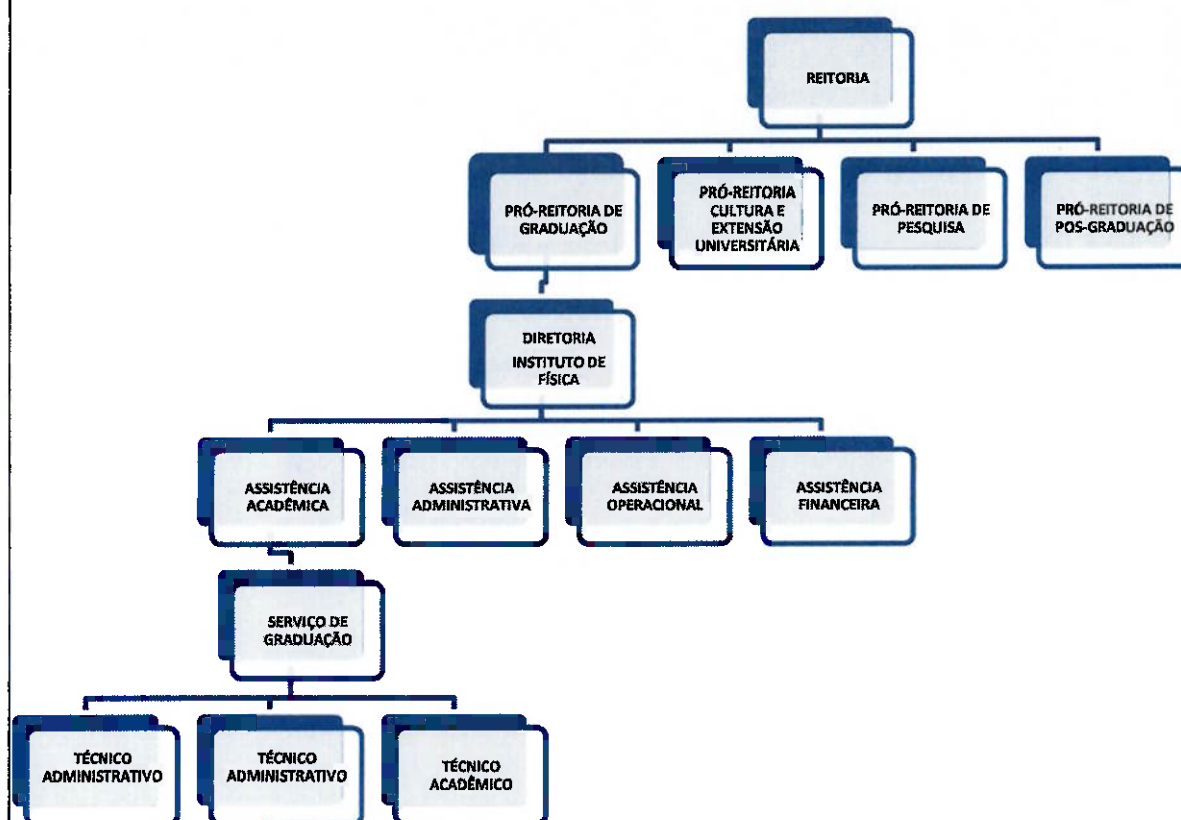 REITORIA
PRÓ-REITORIA DE
GRADUAÇÃO
PRÓ-REITORIA
CULTURA E
EXTENSÃO
UNIVERSITÁRIA
PRÓ-REITORIA DE
PESQUISA
PRÓ-REITORIA DE
POS-GRADUAÇÃO
DIRETORIA
INSTITUTO DE
FÍSICA
ASSISTÊNCIA
ACADÊMICA
ASSISTÊNCIA
ADMINISTRATIVA
ASSISTÊNCIA
OPERACIONAL
ASSISTÊNCIA
FINANCEIRA
SERVIÇO DE
GRADUAÇÃO
TÉCNICO
ADMINISTRATIVO
TÉCNICO
ADMINISTRATIVO
TÉCNICO
ACADÊMICO